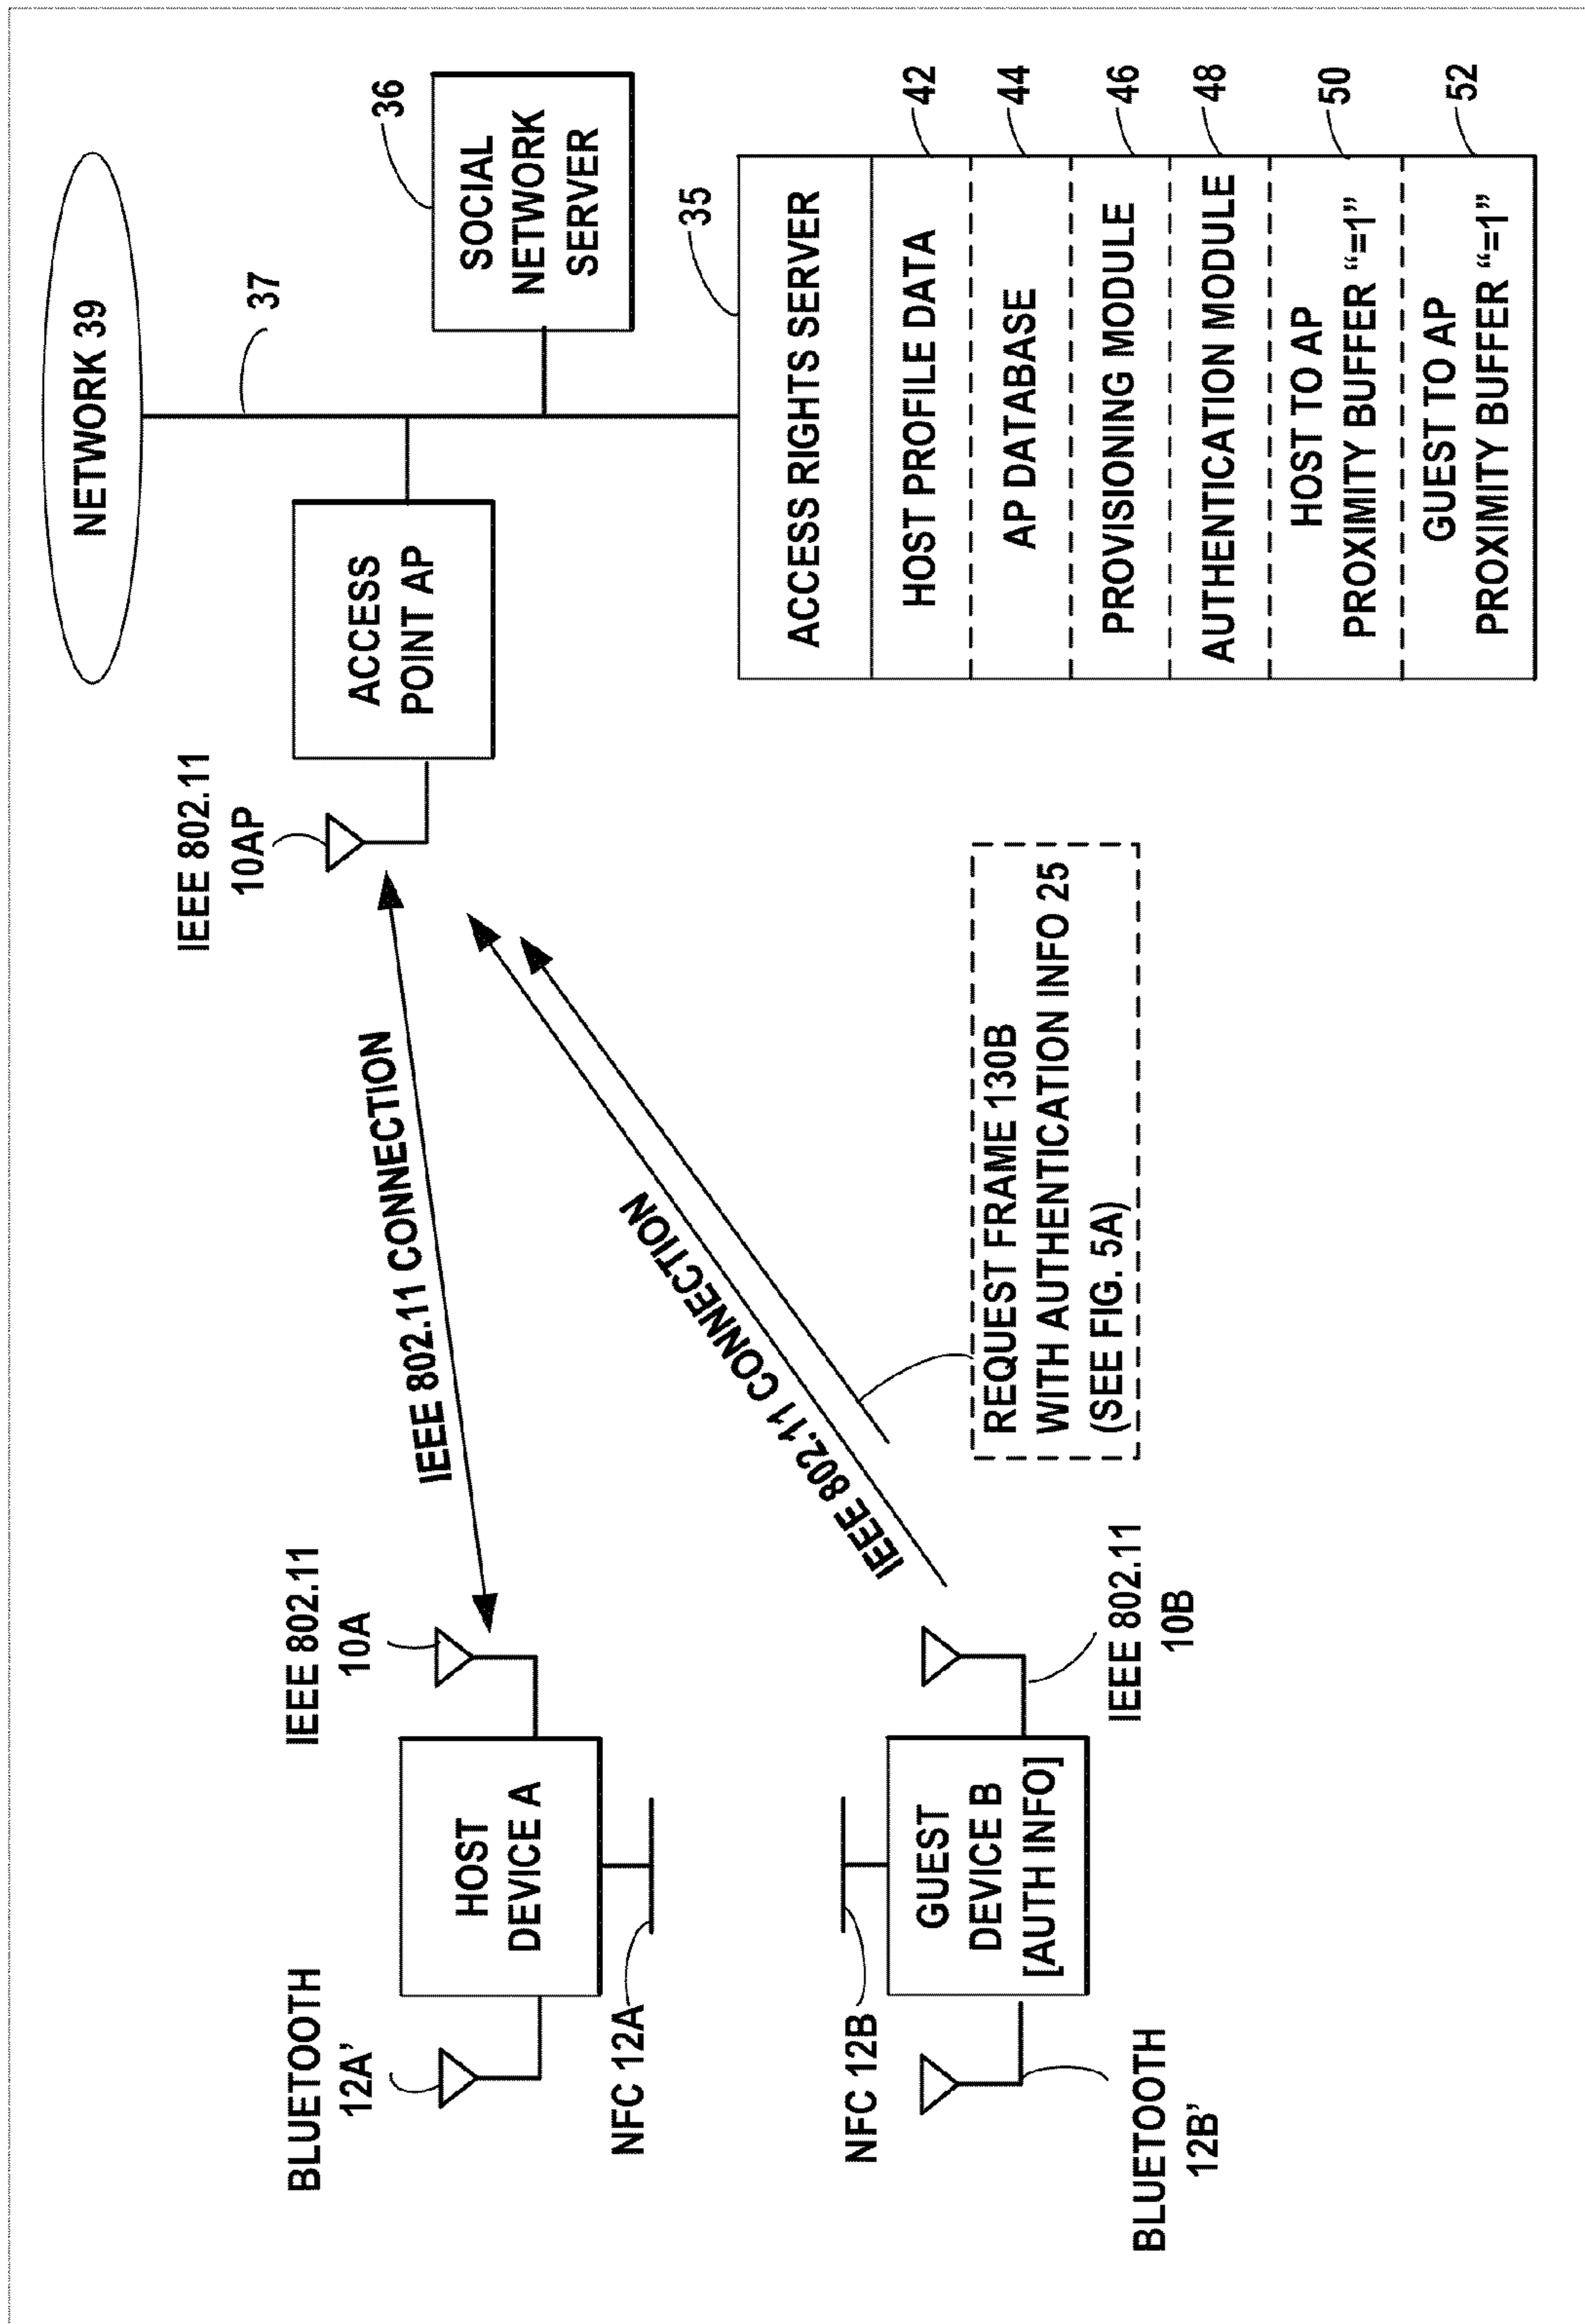 NETWORK 39
37
SOCIAL
NETWORK
SERVER
36
IEEE 802.11
10AP
ACCESS
POINT AP
BLUETOOTH
12A'
IEEE 802.11
10A
HOST
DEVICE A
NFC 12A
IEEE 802.11 CONNECTION
IEEE 802.11 CONNECTION
NFC 12B
GUEST
DEVICE B
[AUTH INFO]
BLUETOOTH
12B'
IEEE 802.11
10B
REQUEST FRAME 130B
WITH AUTHENTICATION INFO 25
(SEE FIG. 5A)
35
ACCESS RIGHTS SERVER
HOST PROFILE DATA
42
AP DATABASE
44
PROVISIONING MODULE
46
AUTHENTICATION MODULE
48
HOST TO AP
PROXIMITY BUFFER “=1”
50
GUEST TO AP
PROXIMITY BUFFER “=1”
52